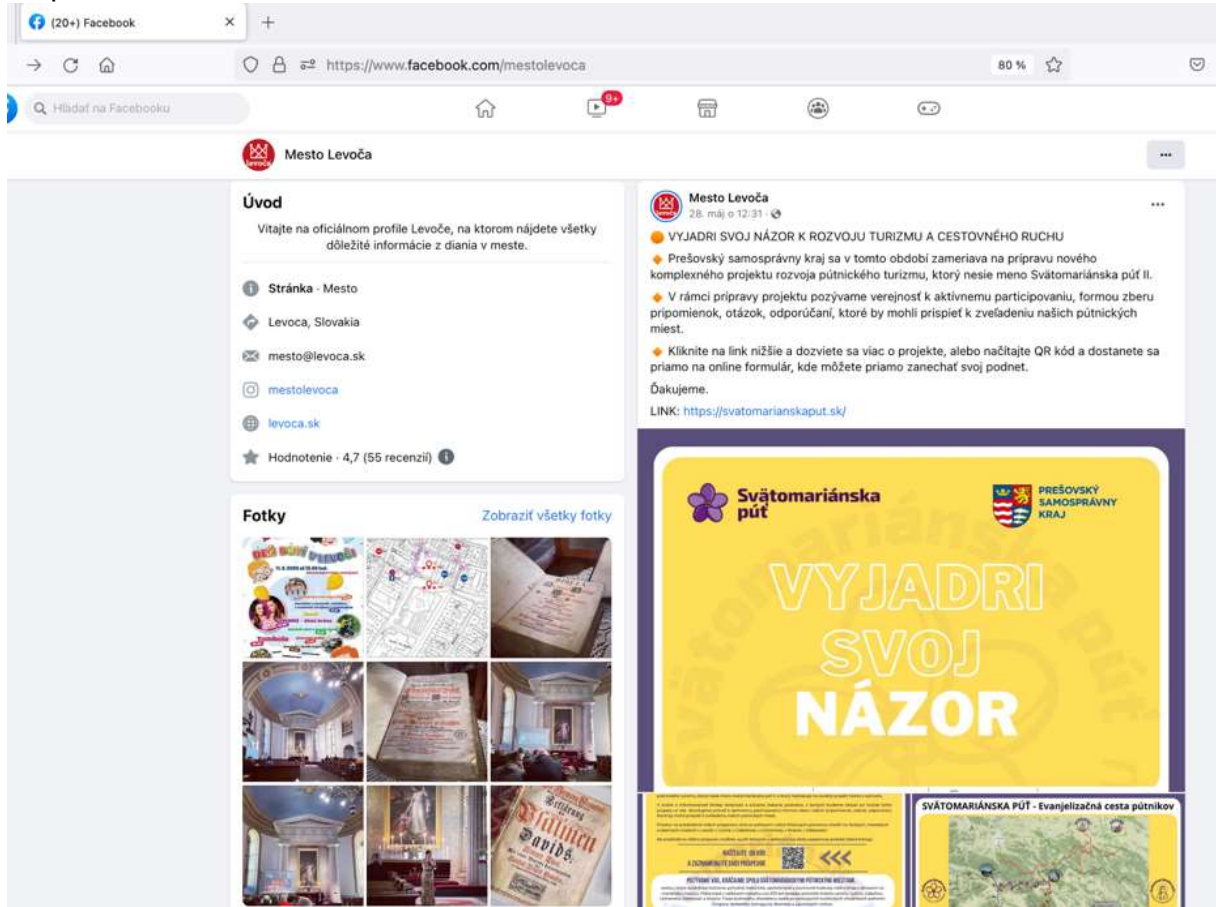 (20+) Facebook
https://www.facebook.com/mestolevoca
80 %
Hľadať na Facebooku
9+
Mesto Levoča
Úvod
Vitajte na oficiálnom profile Levoče, na ktorom nájdete všetky
dôležité informácie z diania v meste.
Stránka · Mesto
Levoca, Slovakia
mesto@levoca.sk
mestolevoca
levoca.sk
Hodnotenie · 4,7 (55 recenzií)
Fotky
Zobraziť všetky fotky
Mesto Levoča
28. máj o 12:31 ·
VYJADRI SVOJ NÁZOR K ROZVOJU TURIZMU A CESTOVNÉHO RUCHU
Prešovský samosprávny kraj sa v tomto období zameriava na prípravu nového
komplexného projektu rozvoja pútnického turizmu, ktorý nesie meno Svätomariánska púť II.
V rámci prípravy projektu pozývame verejnosť k aktívnemu participovaniu, formou zberu
pripomienok, otázok, odporúčaní, ktoré by mohli prispieť k zveľadeniu našich pútnických
miest.
Kliknite na link nižšie a dozviete sa viac o projekte, alebo načítajte QR kód a dostanete sa
priamo na online formulár, kde môžete priamo zanechať svoj podnet.
Ďakujeme.
LINK: https://svatomarianskaput.sk/
Svätomariánska
púť
PREŠOVSKÝ
SAMOSPRÁVNY
KRAJ
VYJADRI
SVOJ
NÁZOR
SVÄTOMARIÁNSKA PÚŤ - Evanjelizačná cesta pútnikov
Psalmen
Davids,